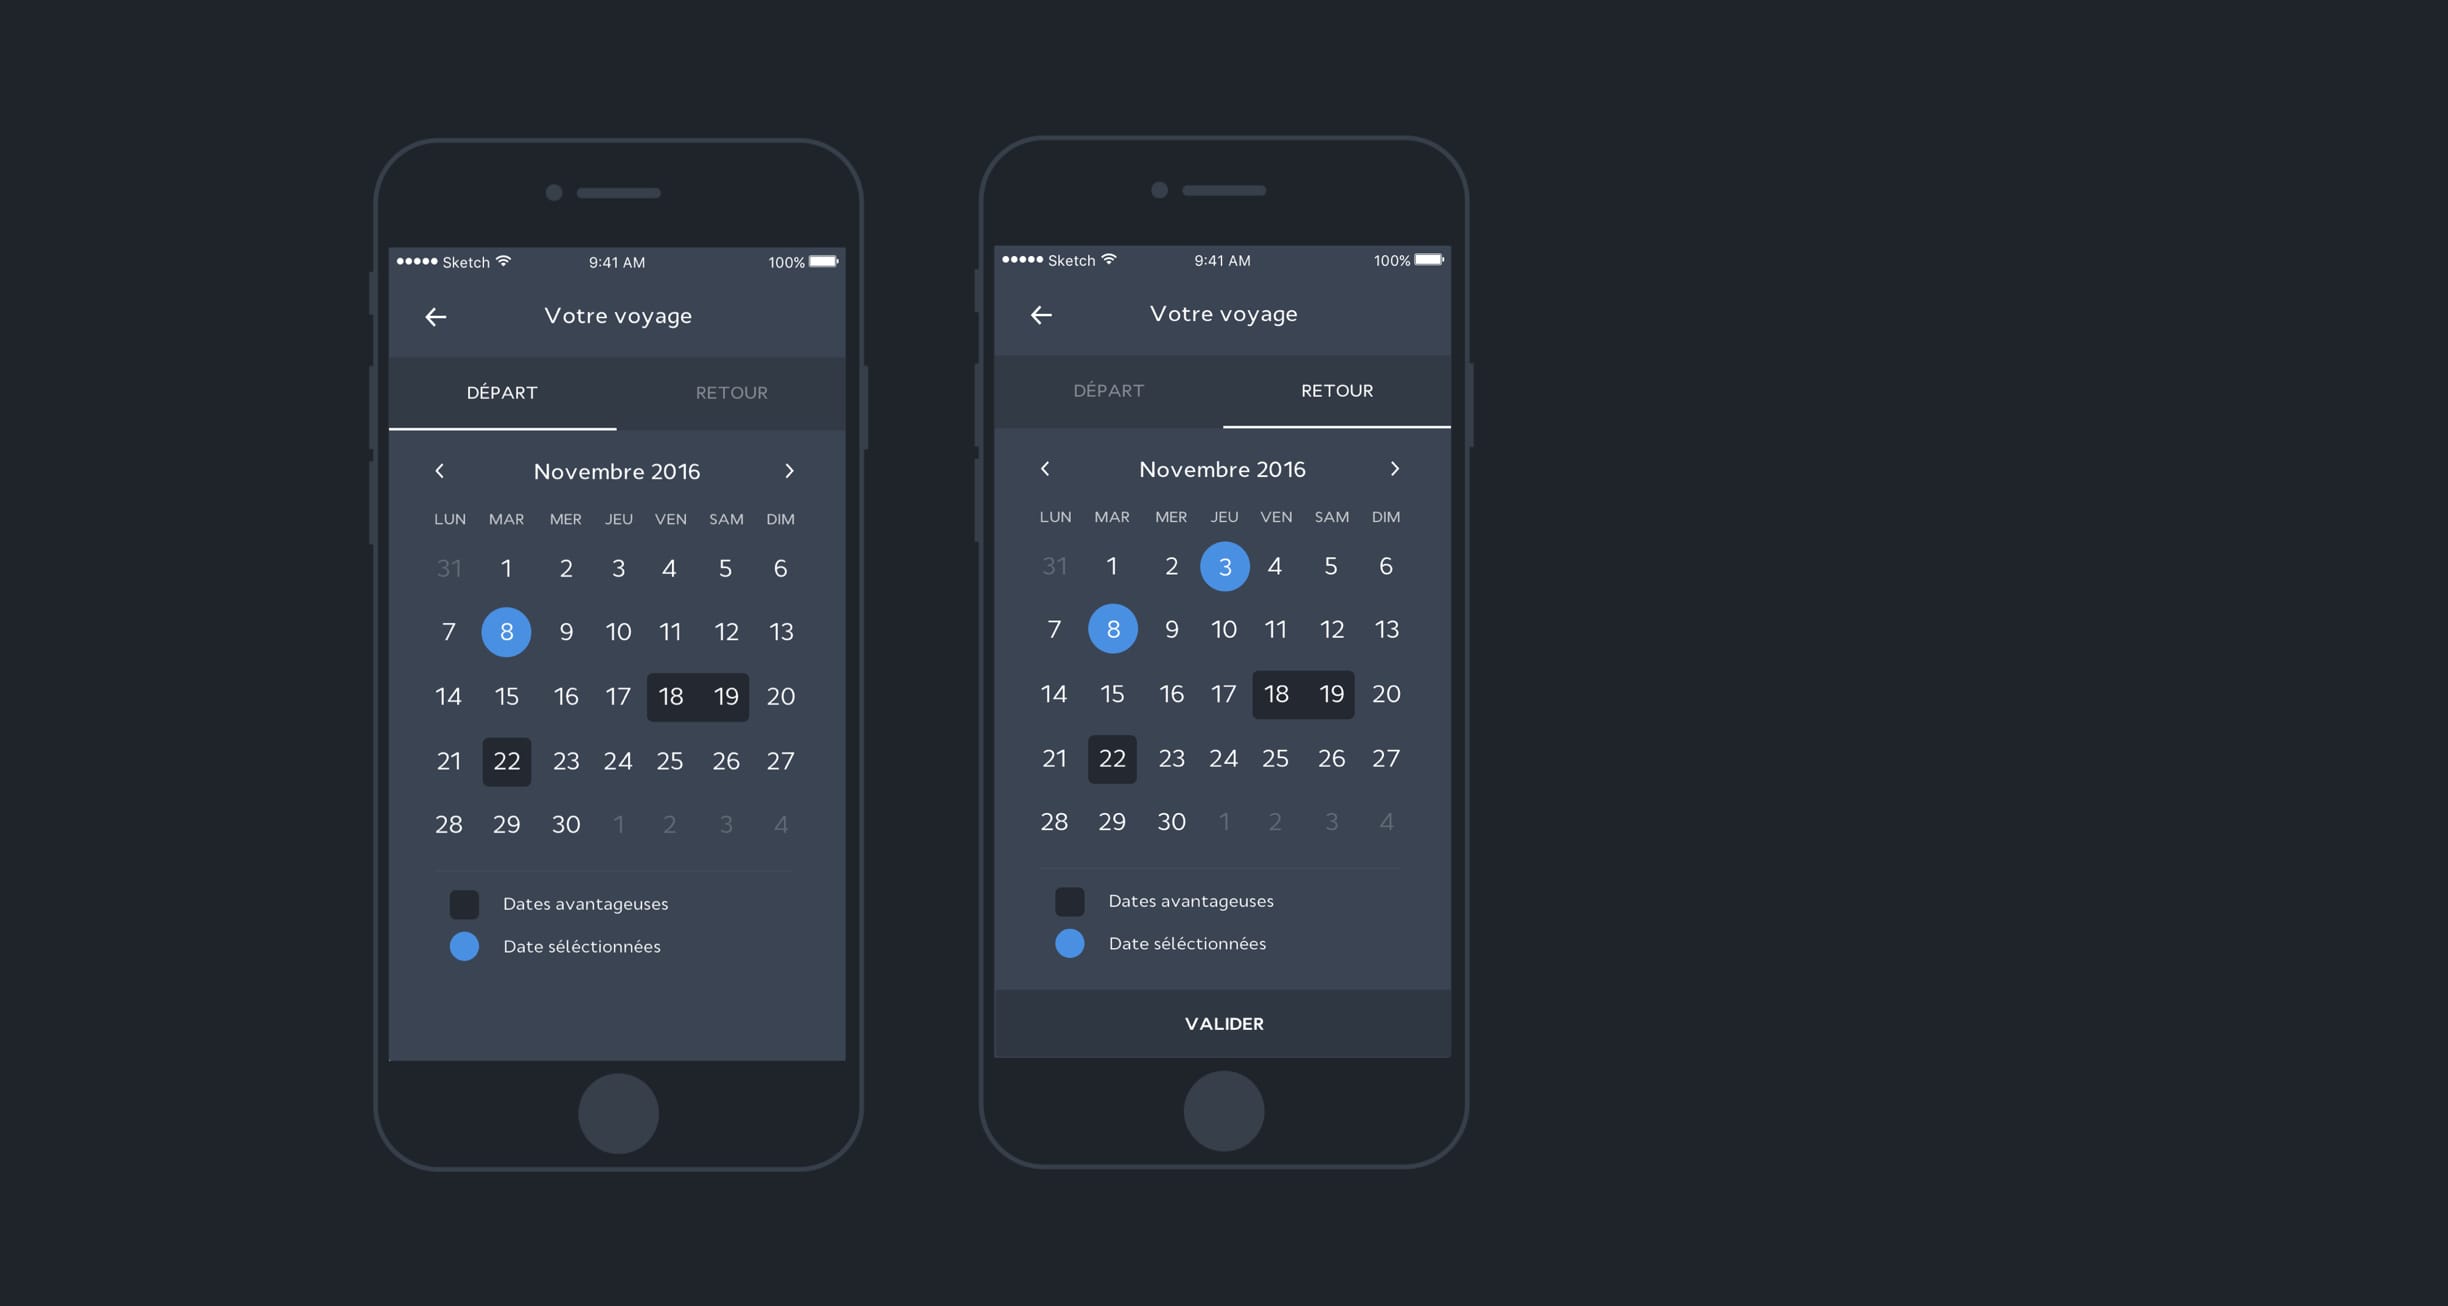 Sketch 9:41 AM 100%
Votre voyage
DÉPART RETOUR
Novembre 2016
LUN MAR MER JEU VEN SAM DIM
31 1 2 3 4 5 6
7 8 9 10 11 12 13
14 15 16 17 18 19 20
21 22 23 24 25 26 27
28 29 30 1 2 3 4
Dates avantageuses
Date séléctionnées
Sketch 9:41 AM 100%
Votre voyage
DÉPART RETOUR
Novembre 2016
LUN MAR MER JEU VEN SAM DIM
31 1 2 3 4 5 6
7 8 9 10 11 12 13
14 15 16 17 18 19 20
21 22 23 24 25 26 27
28 29 30 1 2 3 4
Dates avantageuses
Date séléctionnées
VALIDER